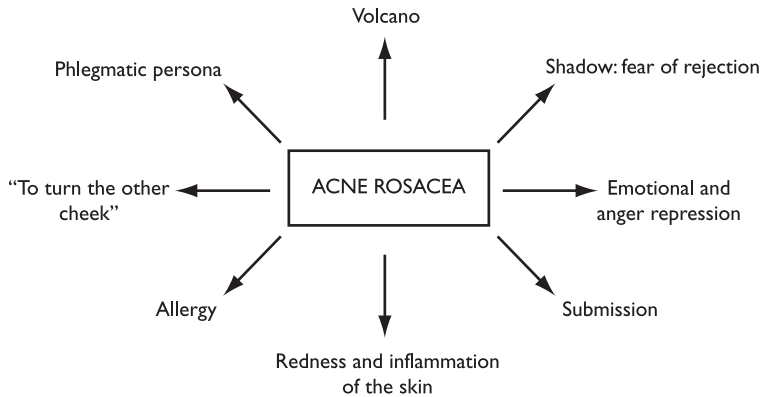 Volcano
Phlegmatic persona
Shadow: fear of rejection
ACNE ROSACEA
“To turn the other
cheek”
Emotional and
anger repression
Allergy
Submission
Redness and inflammation
of the skin